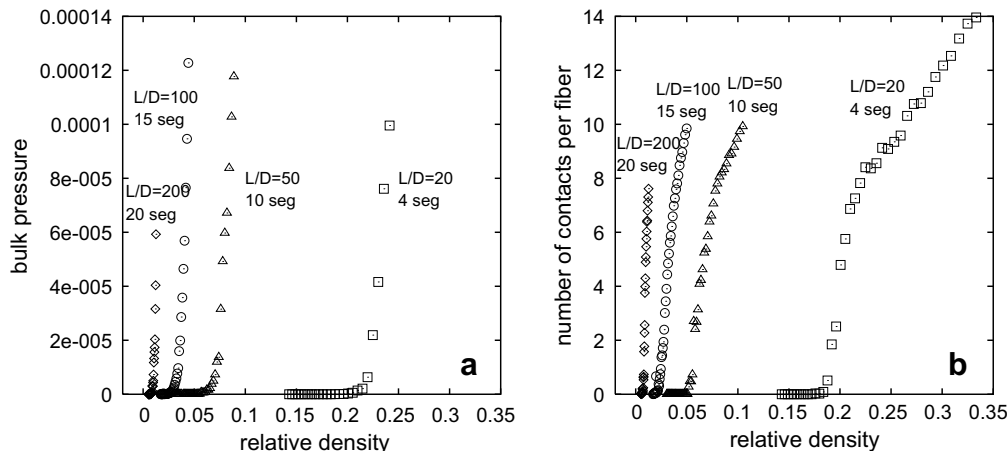 0.00014
0.00012
0.0001
8e-005
6e-005
4e-005
2e-005
0
bulk pressure
L/D=100
15 seg
L/D=200
20 seg
L/D=50
10 seg
L/D=20
4 seg
a
0 0.05 0.1 0.15 0.2 0.25 0.3 0.35
relative density
14
12
10
8
6
4
2
0
number of contacts per fiber
L/D=200
20 seg
L/D=100
15 seg
L/D=50
10 seg
L/D=20
4 seg
b
0 0.05 0.1 0.15 0.2 0.25 0.3 0.35
relative density